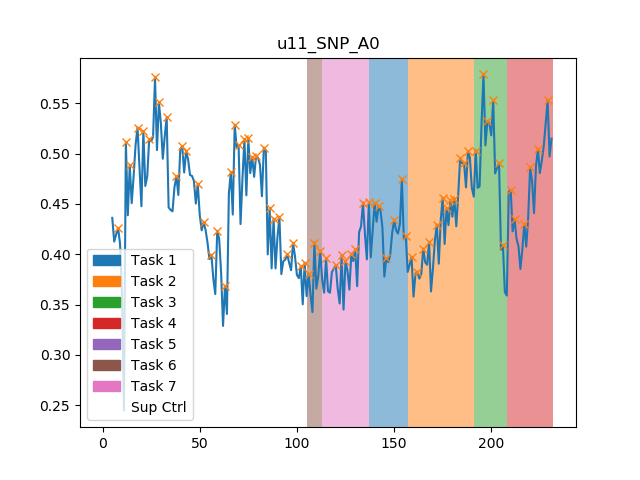 u11_SNP_A0
0.55
0.50
0.45
0.40
0.35
0.30
0.25
Task 1
Task 2
Task 3
Task 4
Task 5
Task 6
Task 7
Sup Ctrl
0
50
100
150
200